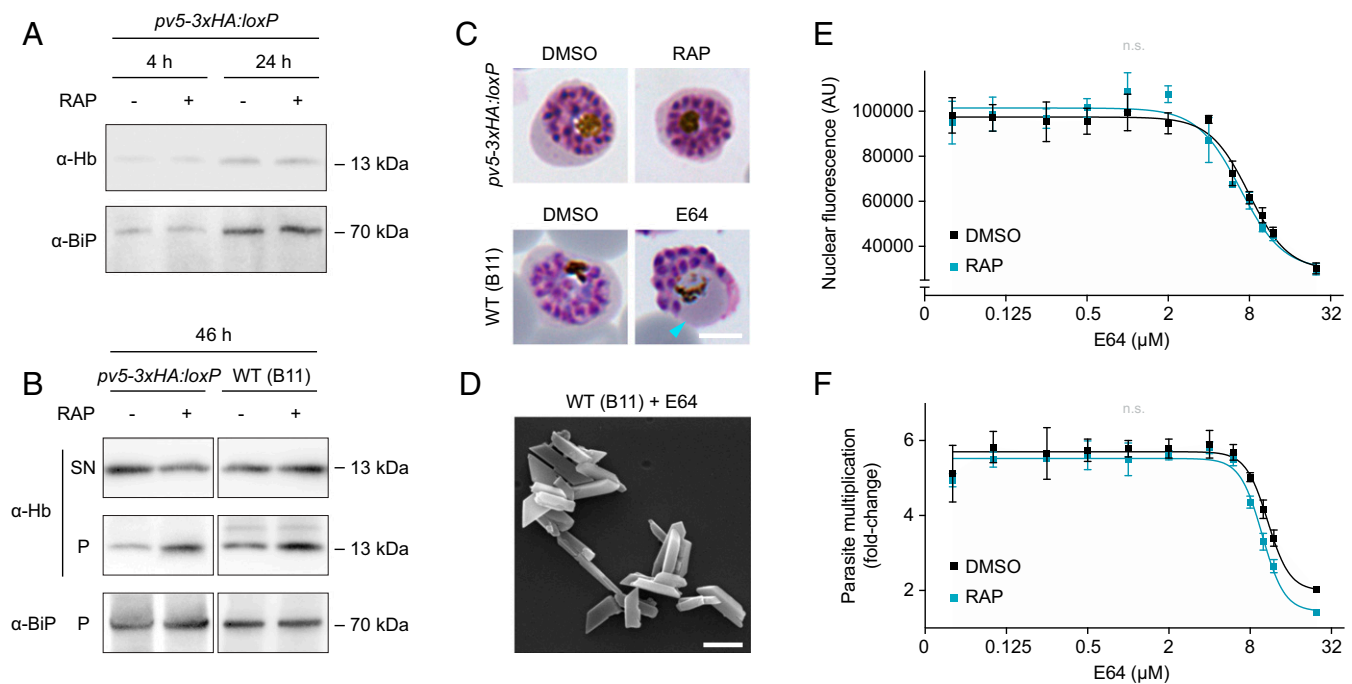 A
pv5-3xHA:loxP
4 h 24 h
RAP - + - +
α-Hb – 13 kDa
α-BiP – 70 kDa
B
46 h
pv5-3xHA:loxP WT (B11)
RAP - + - +
α-Hb
SN – 13 kDa
P – 13 kDa
α-BiP P – 70 kDa
C
DMSO RAP
pv5-3xHA:loxP
DMSO E64
WT (B11)
D
WT (B11) + E64
E
n.s.
Nuclear fluorescence (AU)
100000
80000
60000
40000
DMSO
RAP
0 0.125 0.5 2 8 32
E64 (µM)
F
n.s.
Parasite multiplication
(fold-change)
6
4
2
DMSO
RAP
0 0.125 0.5 2 8 32
E64 (µM)